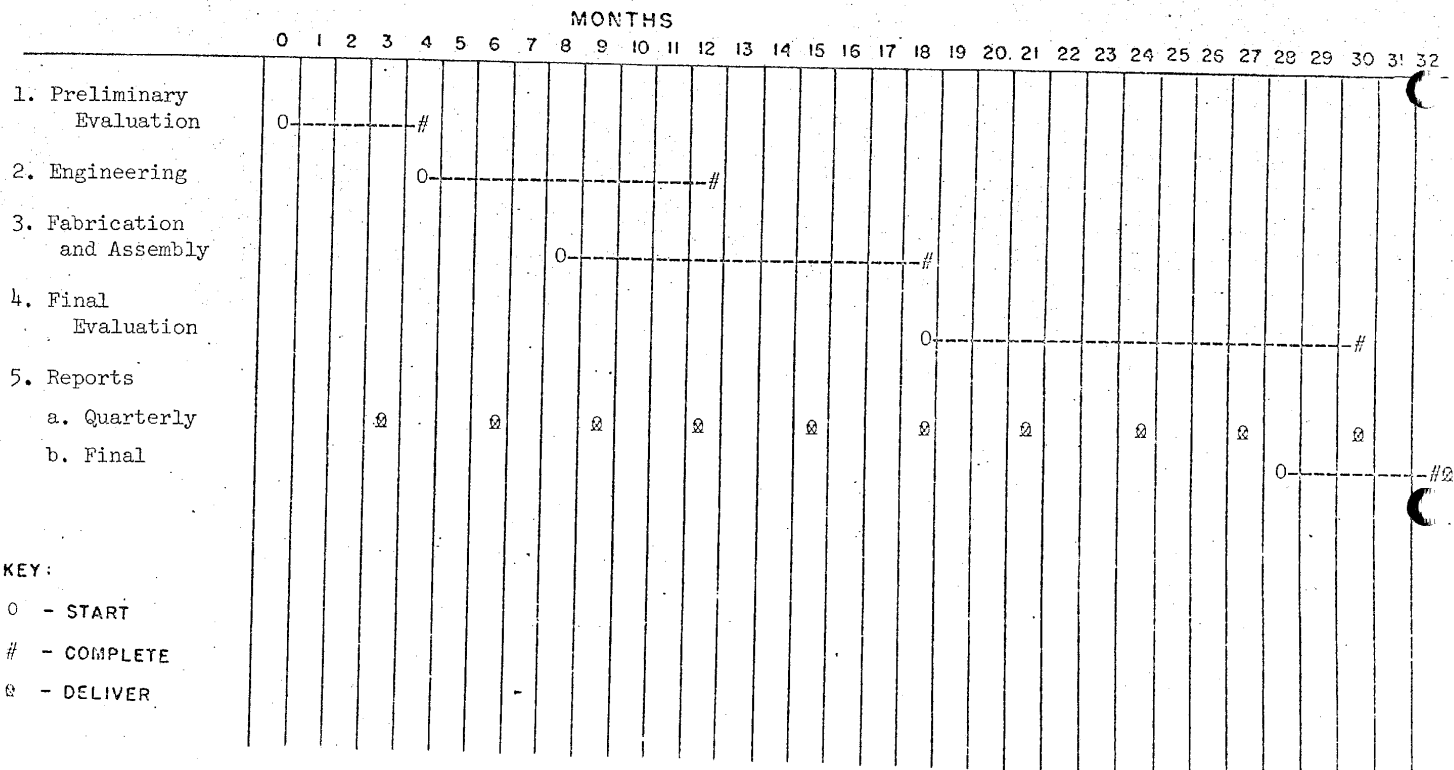 MONTHS
0 1 2 3 4 5 6 7 8 9 10 11 12 13 14 15 16 17 18 19 20. 21 22 23 24 25 26 27 28 29 30 31 32
1. Preliminary
Evaluation
0-----------#
2. Engineering
0-----------------------#
3. Fabrication
and Assembly
0-----------------------------#
4. Final
Evaluation
0-----------------------------------#
5. Reports
a. Quarterly
b. Final
0-----------#
KEY:
0 - START
# - COMPLETE
- DELIVER